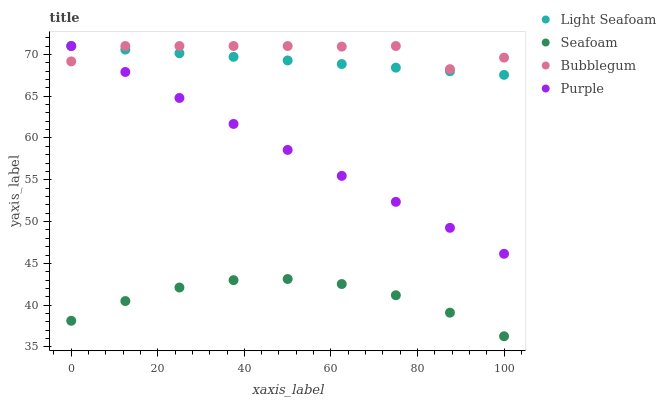 title
Light Seafoam
Seafoam
Bubblegum
Purple
yaxis_label
70
65
60
55
50
45
40
35
0 20 40 60 80 100
xaxis_label